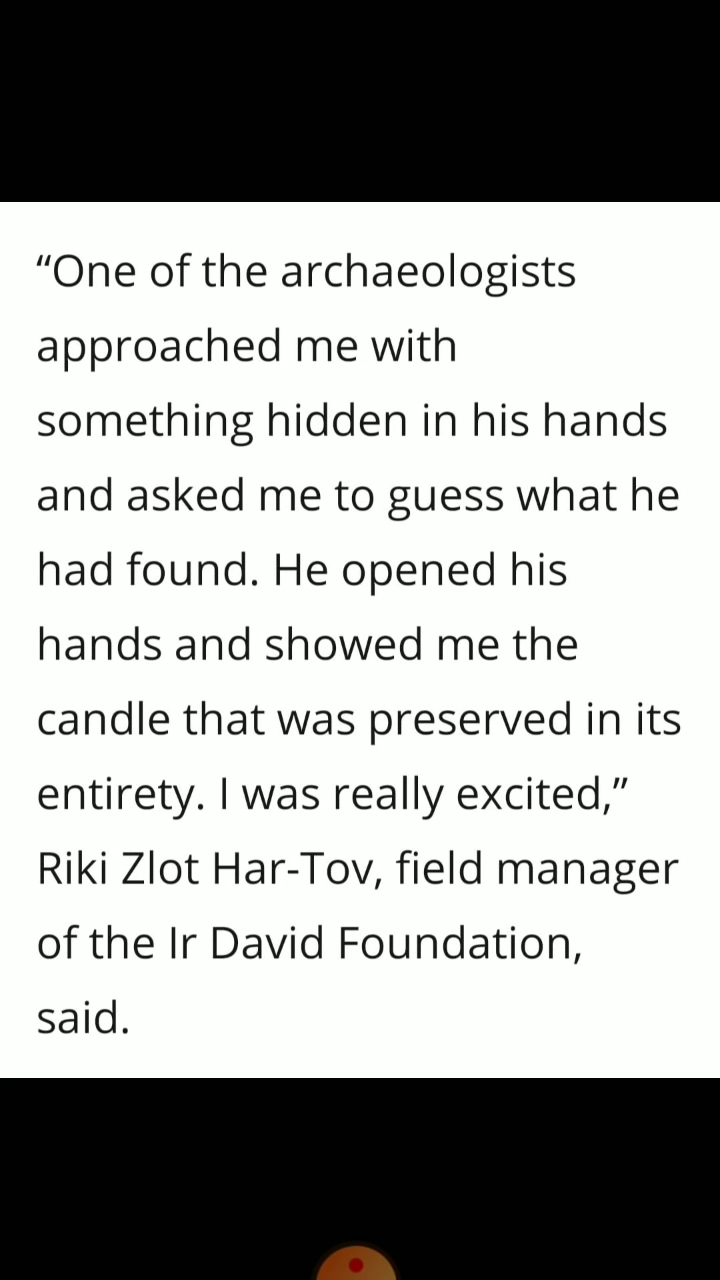 “One of the archaeologists
approached me with
something hidden in his hands
and asked me to guess what he
had found. He opened his
hands and showed me the
candle that was preserved in its
entirety. I was really excited,”
Riki Zlot Har-Tov, field manager
of the Ir David Foundation,
said.